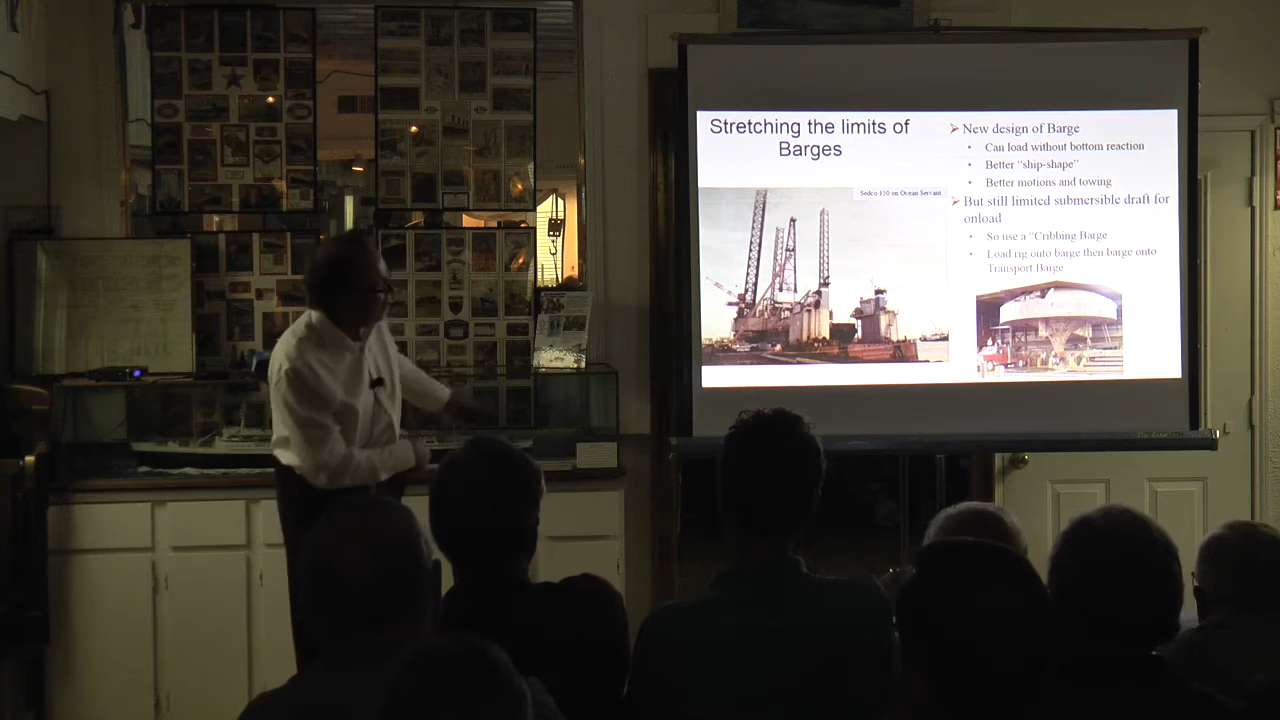 Stretching the limits of
Barges
Sedco 150 on Ocean Servant
➢ New design of Barge
• Can load without bottom reaction
• Better "ship-shape"
• Better motions and towing
➢ But still limited submersible draft for
onload
• So use a "Cribbing Barge
• Load rig onto barge then barge onto
Transport Barge